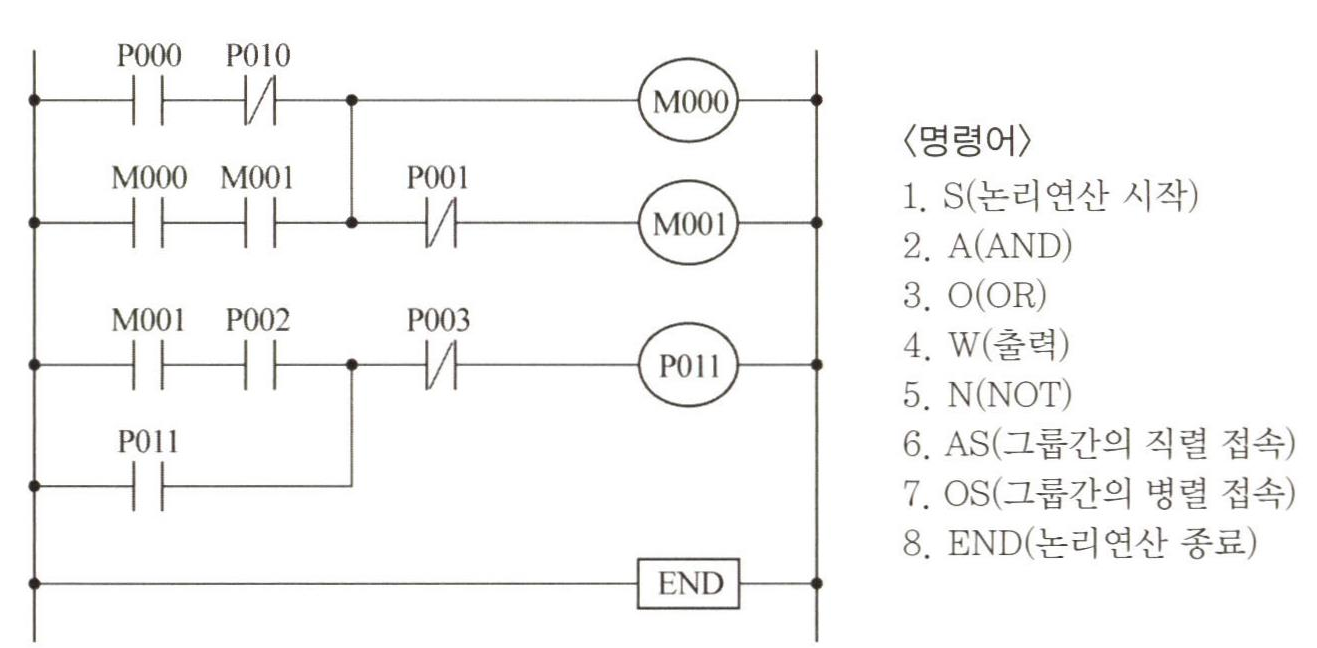 P000 P010
M000
M000 M001 P001
M001
M001 P002 P003
P011
P011
END
〈명령어〉
1. S(논리연산 시작)
2. A(AND)
3. O(OR)
4. W(출력)
5. N(NOT)
6. AS(그룹간의 직렬 접속)
7. OS(그룹간의 병렬 접속)
8. END(논리연산 종료)